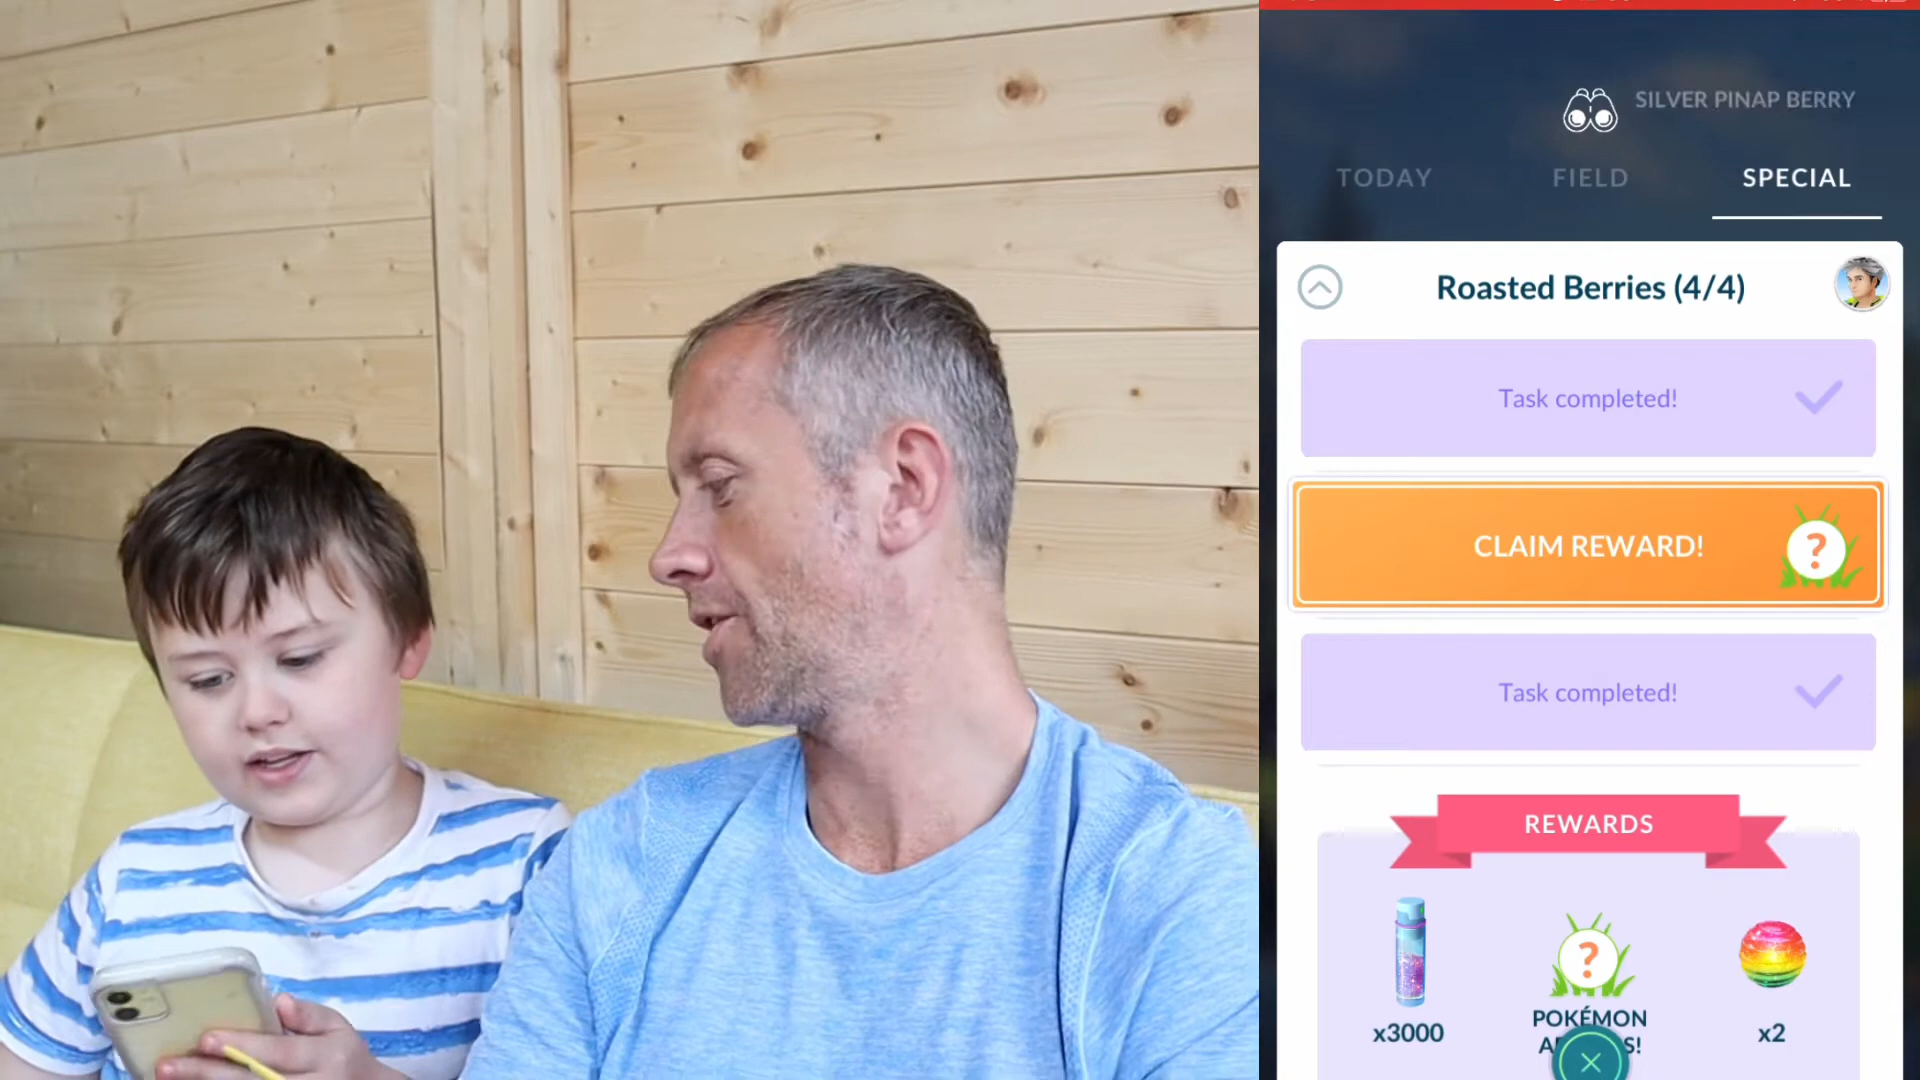 SILVER PINAP BERRY
TODAY
FIELD
SPECIAL
Roasted Berries (4/4)
Task completed!
CLAIM REWARD!
?
Task completed!
REWARDS
?
x3000
POKÉMON
x2